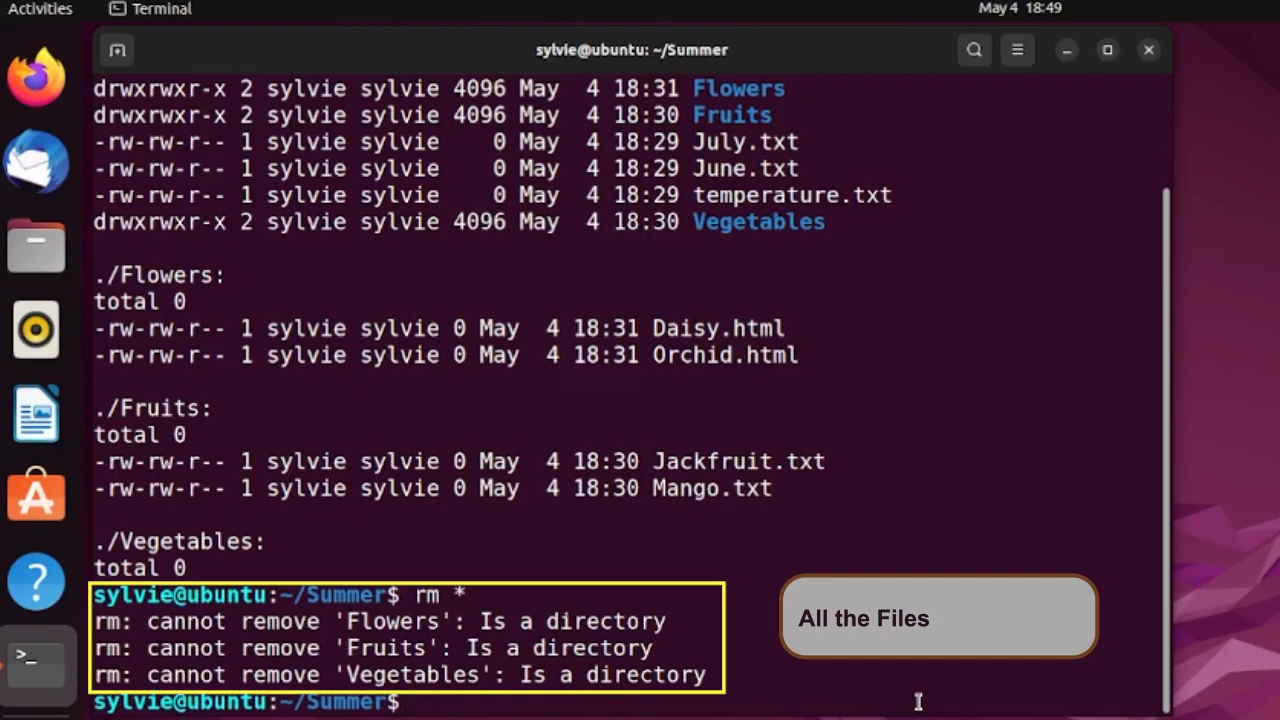 Activities
Terminal
May 4 18:49
sylvie@ubuntu: ~/Summer
drwxrwxr-x 2 sylvie sylvie 4096 May  4 18:31 Flowers
drwxrwxr-x 2 sylvie sylvie 4096 May  4 18:30 Fruits
-rw-rw-r-- 1 sylvie sylvie    0 May  4 18:29 July.txt
-rw-rw-r-- 1 sylvie sylvie    0 May  4 18:29 June.txt
-rw-rw-r-- 1 sylvie sylvie    0 May  4 18:29 temperature.txt
drwxrwxr-x 2 sylvie sylvie 4096 May  4 18:30 Vegetables
./Flowers:
total 0
-rw-rw-r-- 1 sylvie sylvie 0 May  4 18:31 Daisy.html
-rw-rw-r-- 1 sylvie sylvie 0 May  4 18:31 Orchid.html
./Fruits:
total 0
-rw-rw-r-- 1 sylvie sylvie 0 May  4 18:30 Jackfruit.txt
-rw-rw-r-- 1 sylvie sylvie 0 May  4 18:30 Mango.txt
./Vegetables:
total 0
sylvie@ubuntu:~/Summer$ rm *
rm: cannot remove 'Flowers': Is a directory
rm: cannot remove 'Fruits': Is a directory
rm: cannot remove 'Vegetables': Is a directory
sylvie@ubuntu:~/Summer$
All the Files